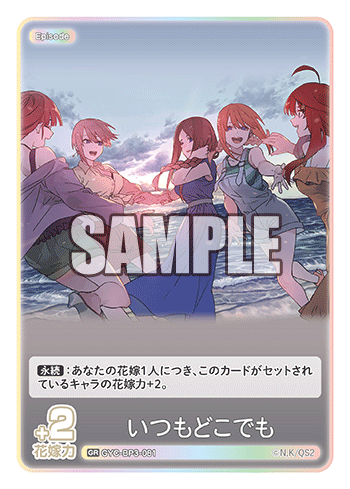 Episode
SAMPLE
永続：あなたの花嫁1人につき、このカードがセットされ
ているキャラの花嫁力+2。
+2
花嫁力
いつもどこでも
GR GYC-BP3-081
©N.K/QS2